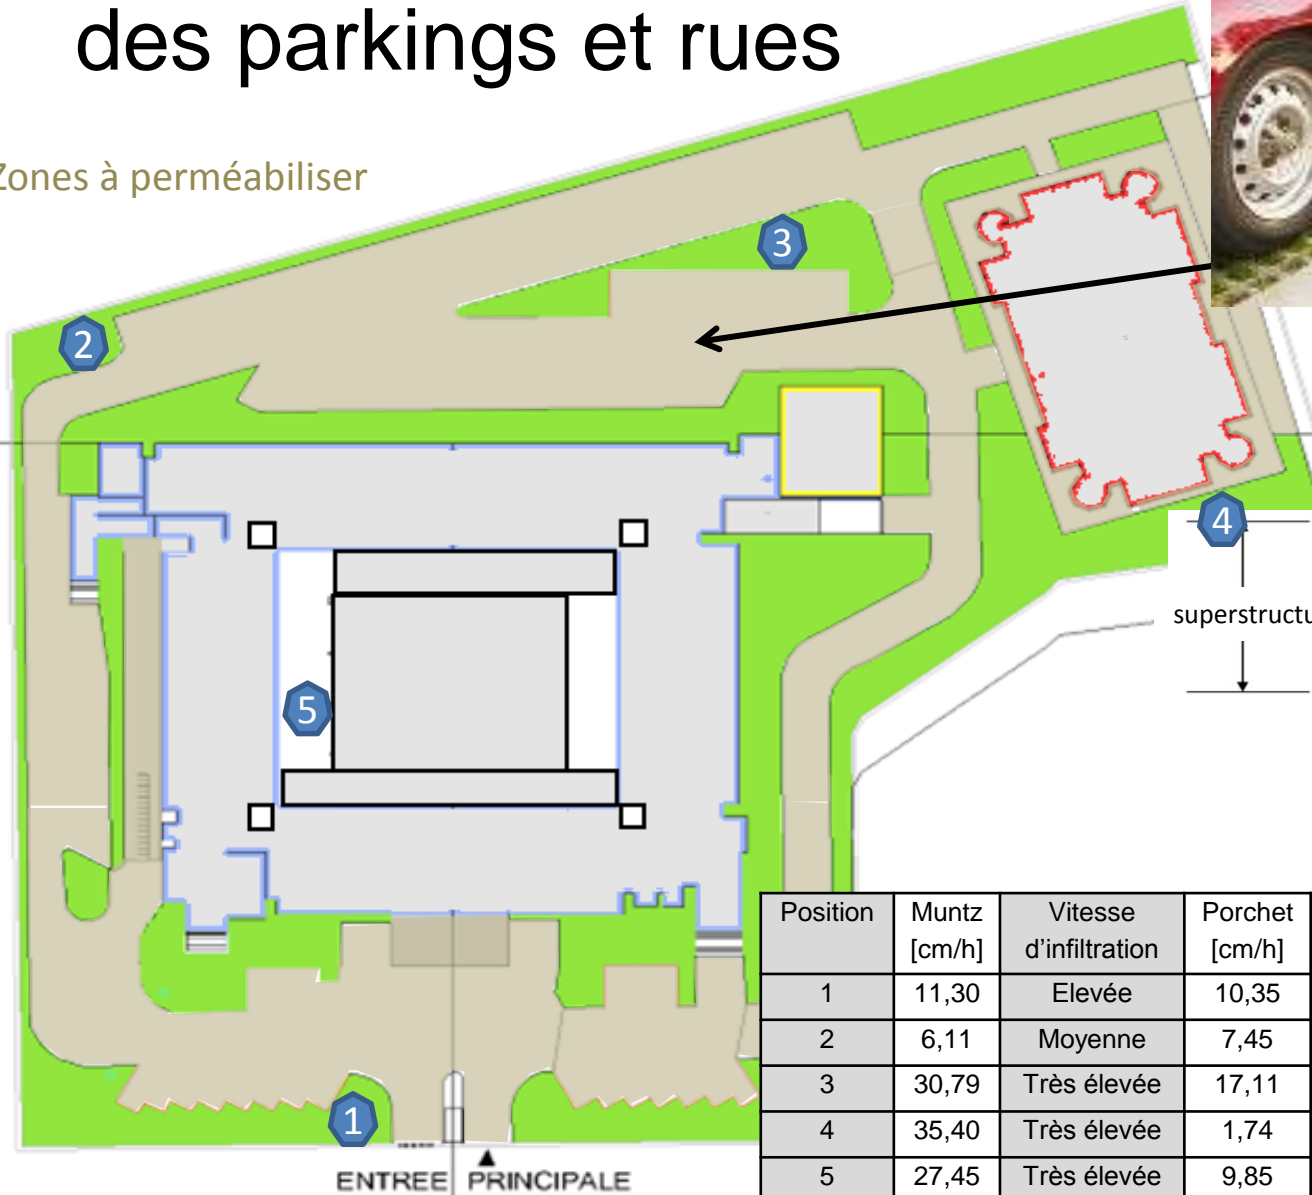 des parkings et rues
Zones à perméabiliser
3
2
4
superstructu
5
1
ENTREE PRINCIPALE
Position Muntz [cm/h] Vitesse d'infiltration Porchet [cm/h]
1 11,30 Elevée 10,35
2 6,11 Moyenne 7,45
3 30,79 Très élevée 17,11
4 35,40 Très élevée 1,74
5 27,45 Très élevée 9,85